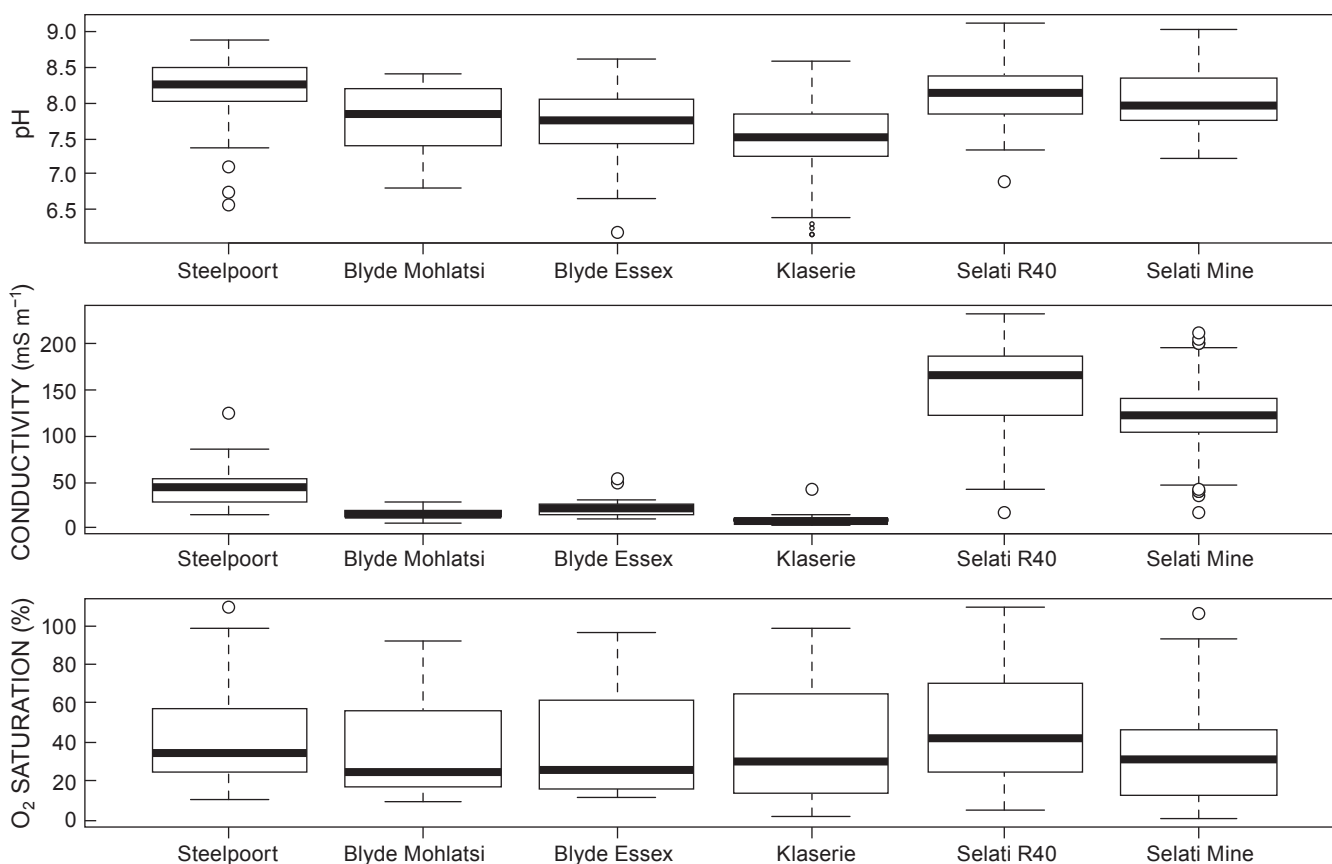 9.0
8.5
8.0
7.5
7.0
6.5
pH
Steelpoort Blyde Mohlatsi Blyde Essex Klaserie Selati R40 Selati Mine
200
150
100
50
0
CONDUCTIVITY (mS m⁻¹)
Steelpoort Blyde Mohlatsi Blyde Essex Klaserie Selati R40 Selati Mine
100
80
60
40
20
0
O₂ SATURATION (%)
Steelpoort Blyde Mohlatsi Blyde Essex Klaserie Selati R40 Selati Mine